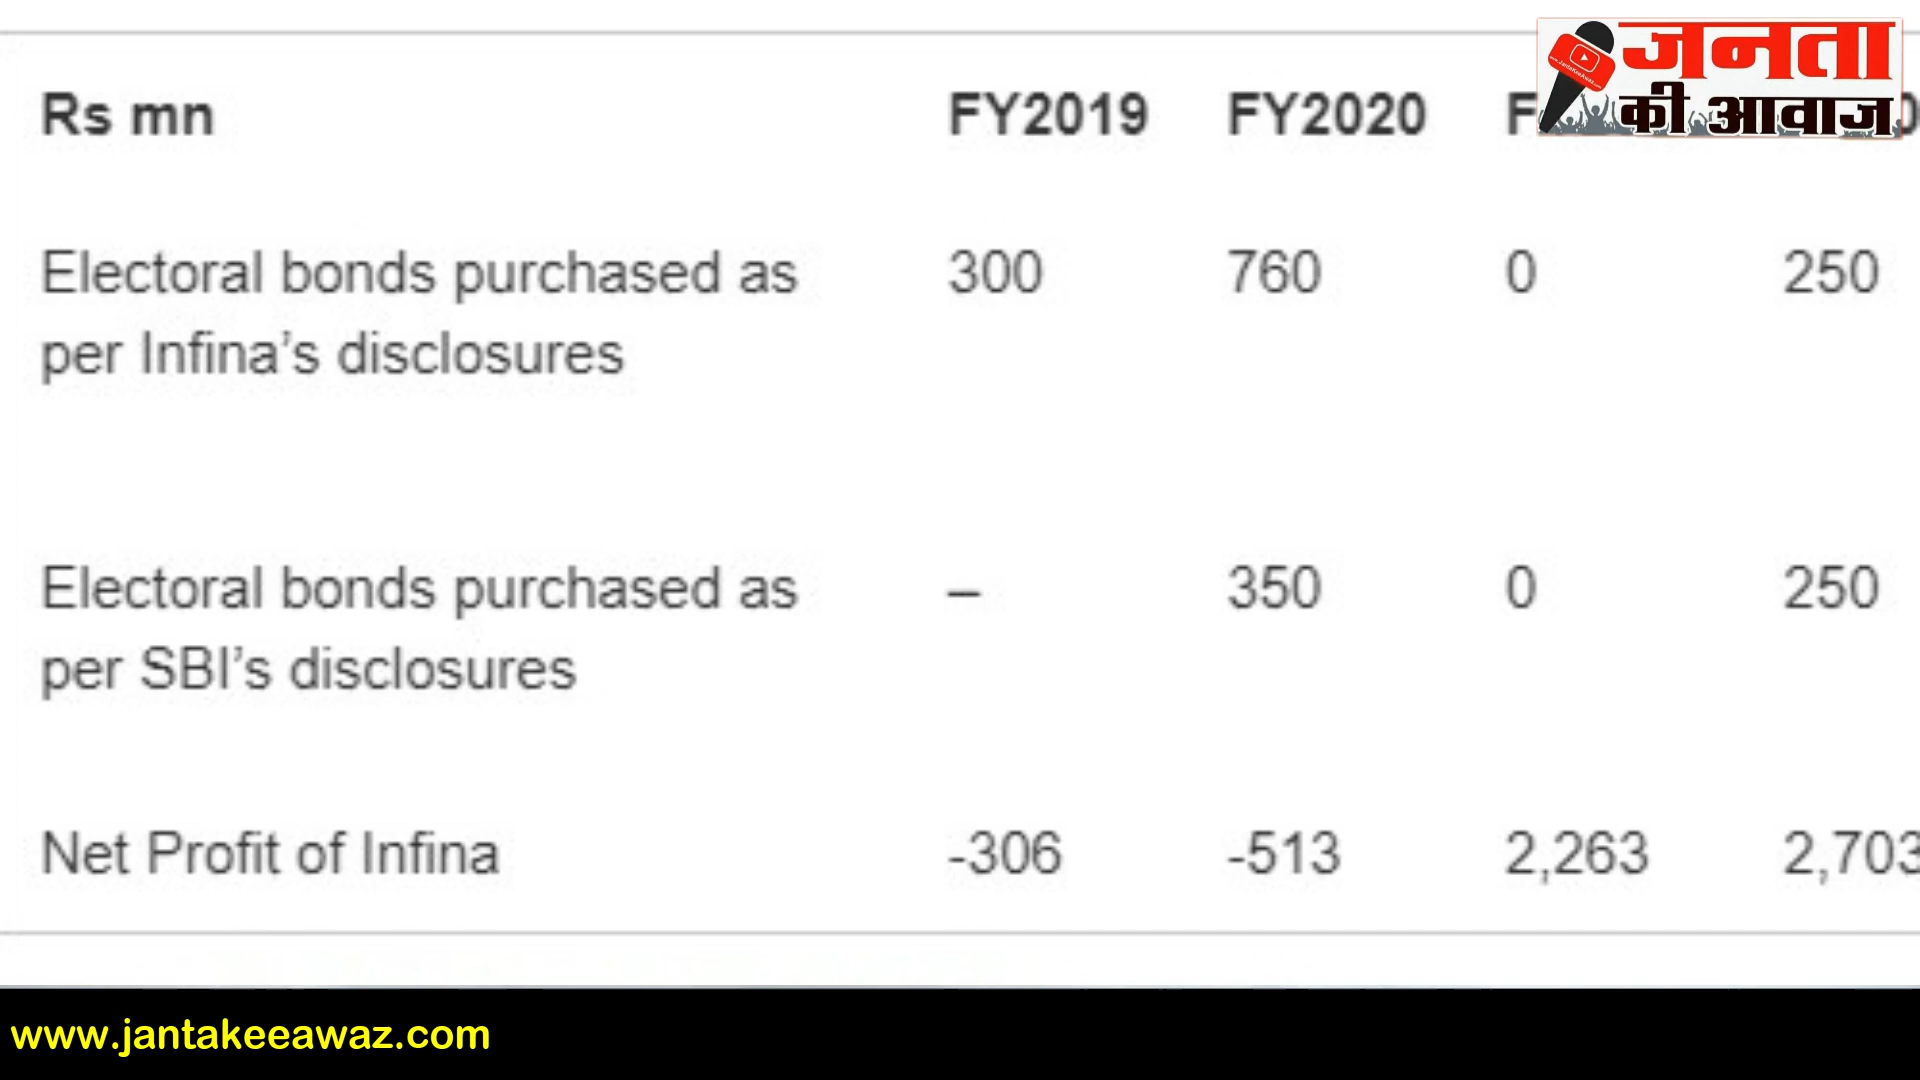 जनता
की आवाज
Rs mn FY2019 FY2020
Electoral bonds purchased as 300 760 0 250
per Infina’s disclosures
Electoral bonds purchased as – 350 0 250
per SBI’s disclosures
Net Profit of Infina -306 -513 2,263 2,703
www.jantakeeawaz.com